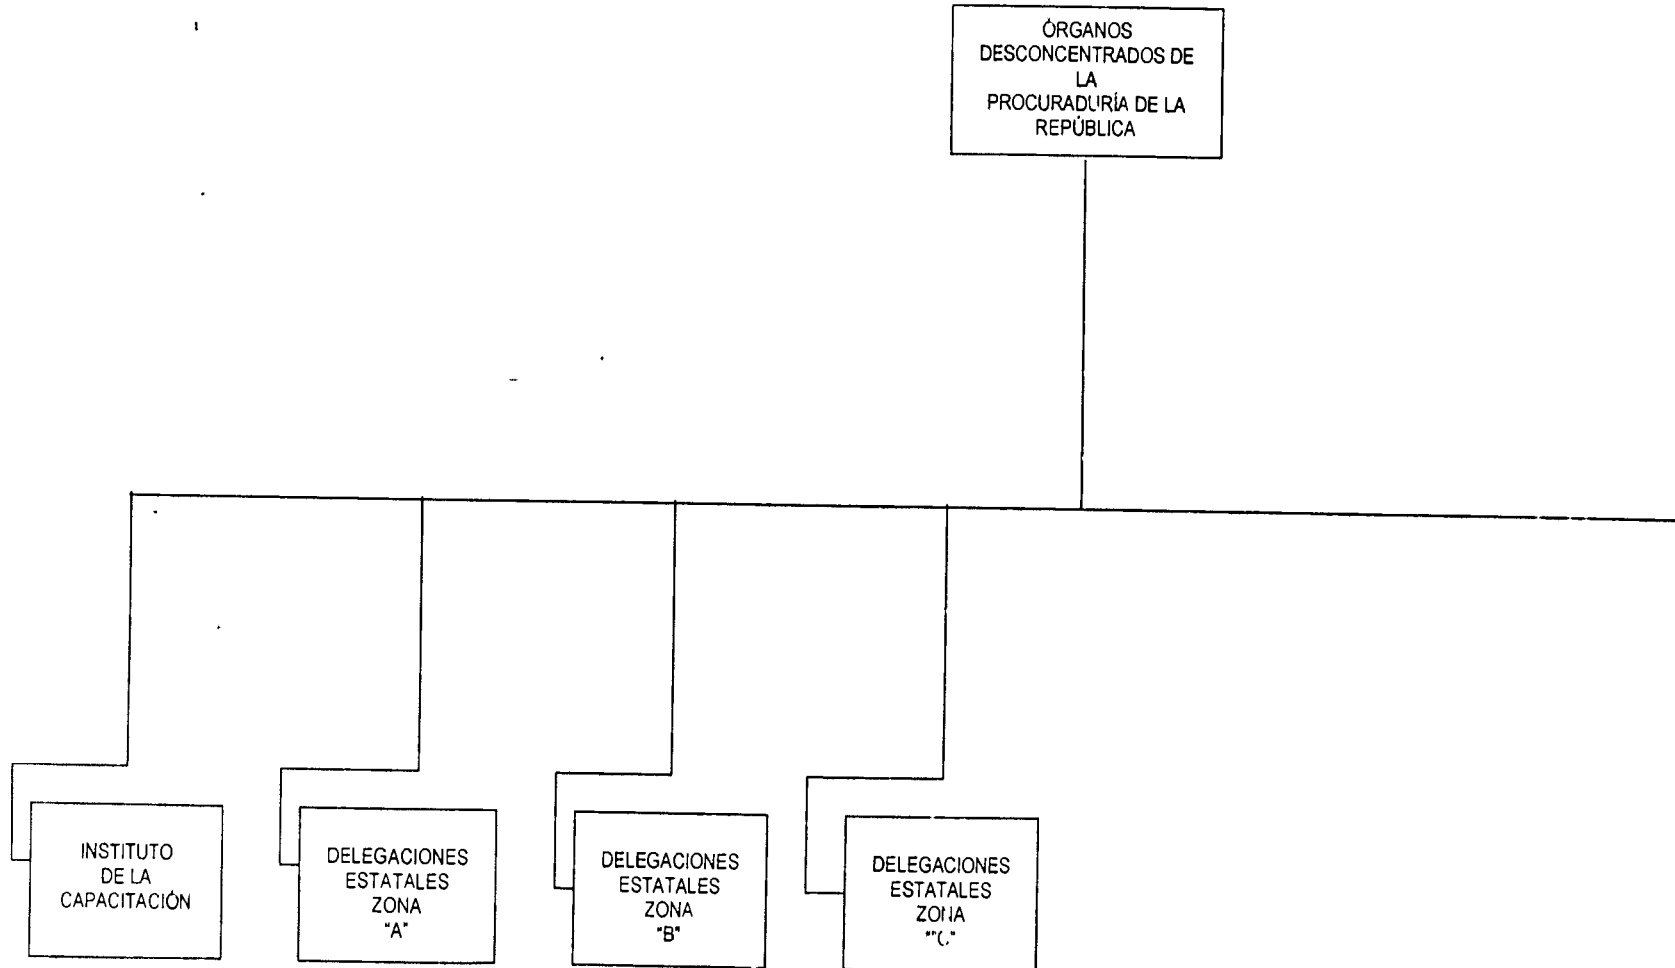 ÓRGANOS
DESCONCENTRADOS DE
LA
PROCURADURÍA DE LA
REPÚBLICA
INSTITUTO
DE LA
CAPACITACIÓN
DELEGACIONES
ESTATALES
ZONA
"A"
DELEGACIONES
ESTATALES
ZONA
"B"
DELEGACIONES
ESTATALES
ZONA
""C"